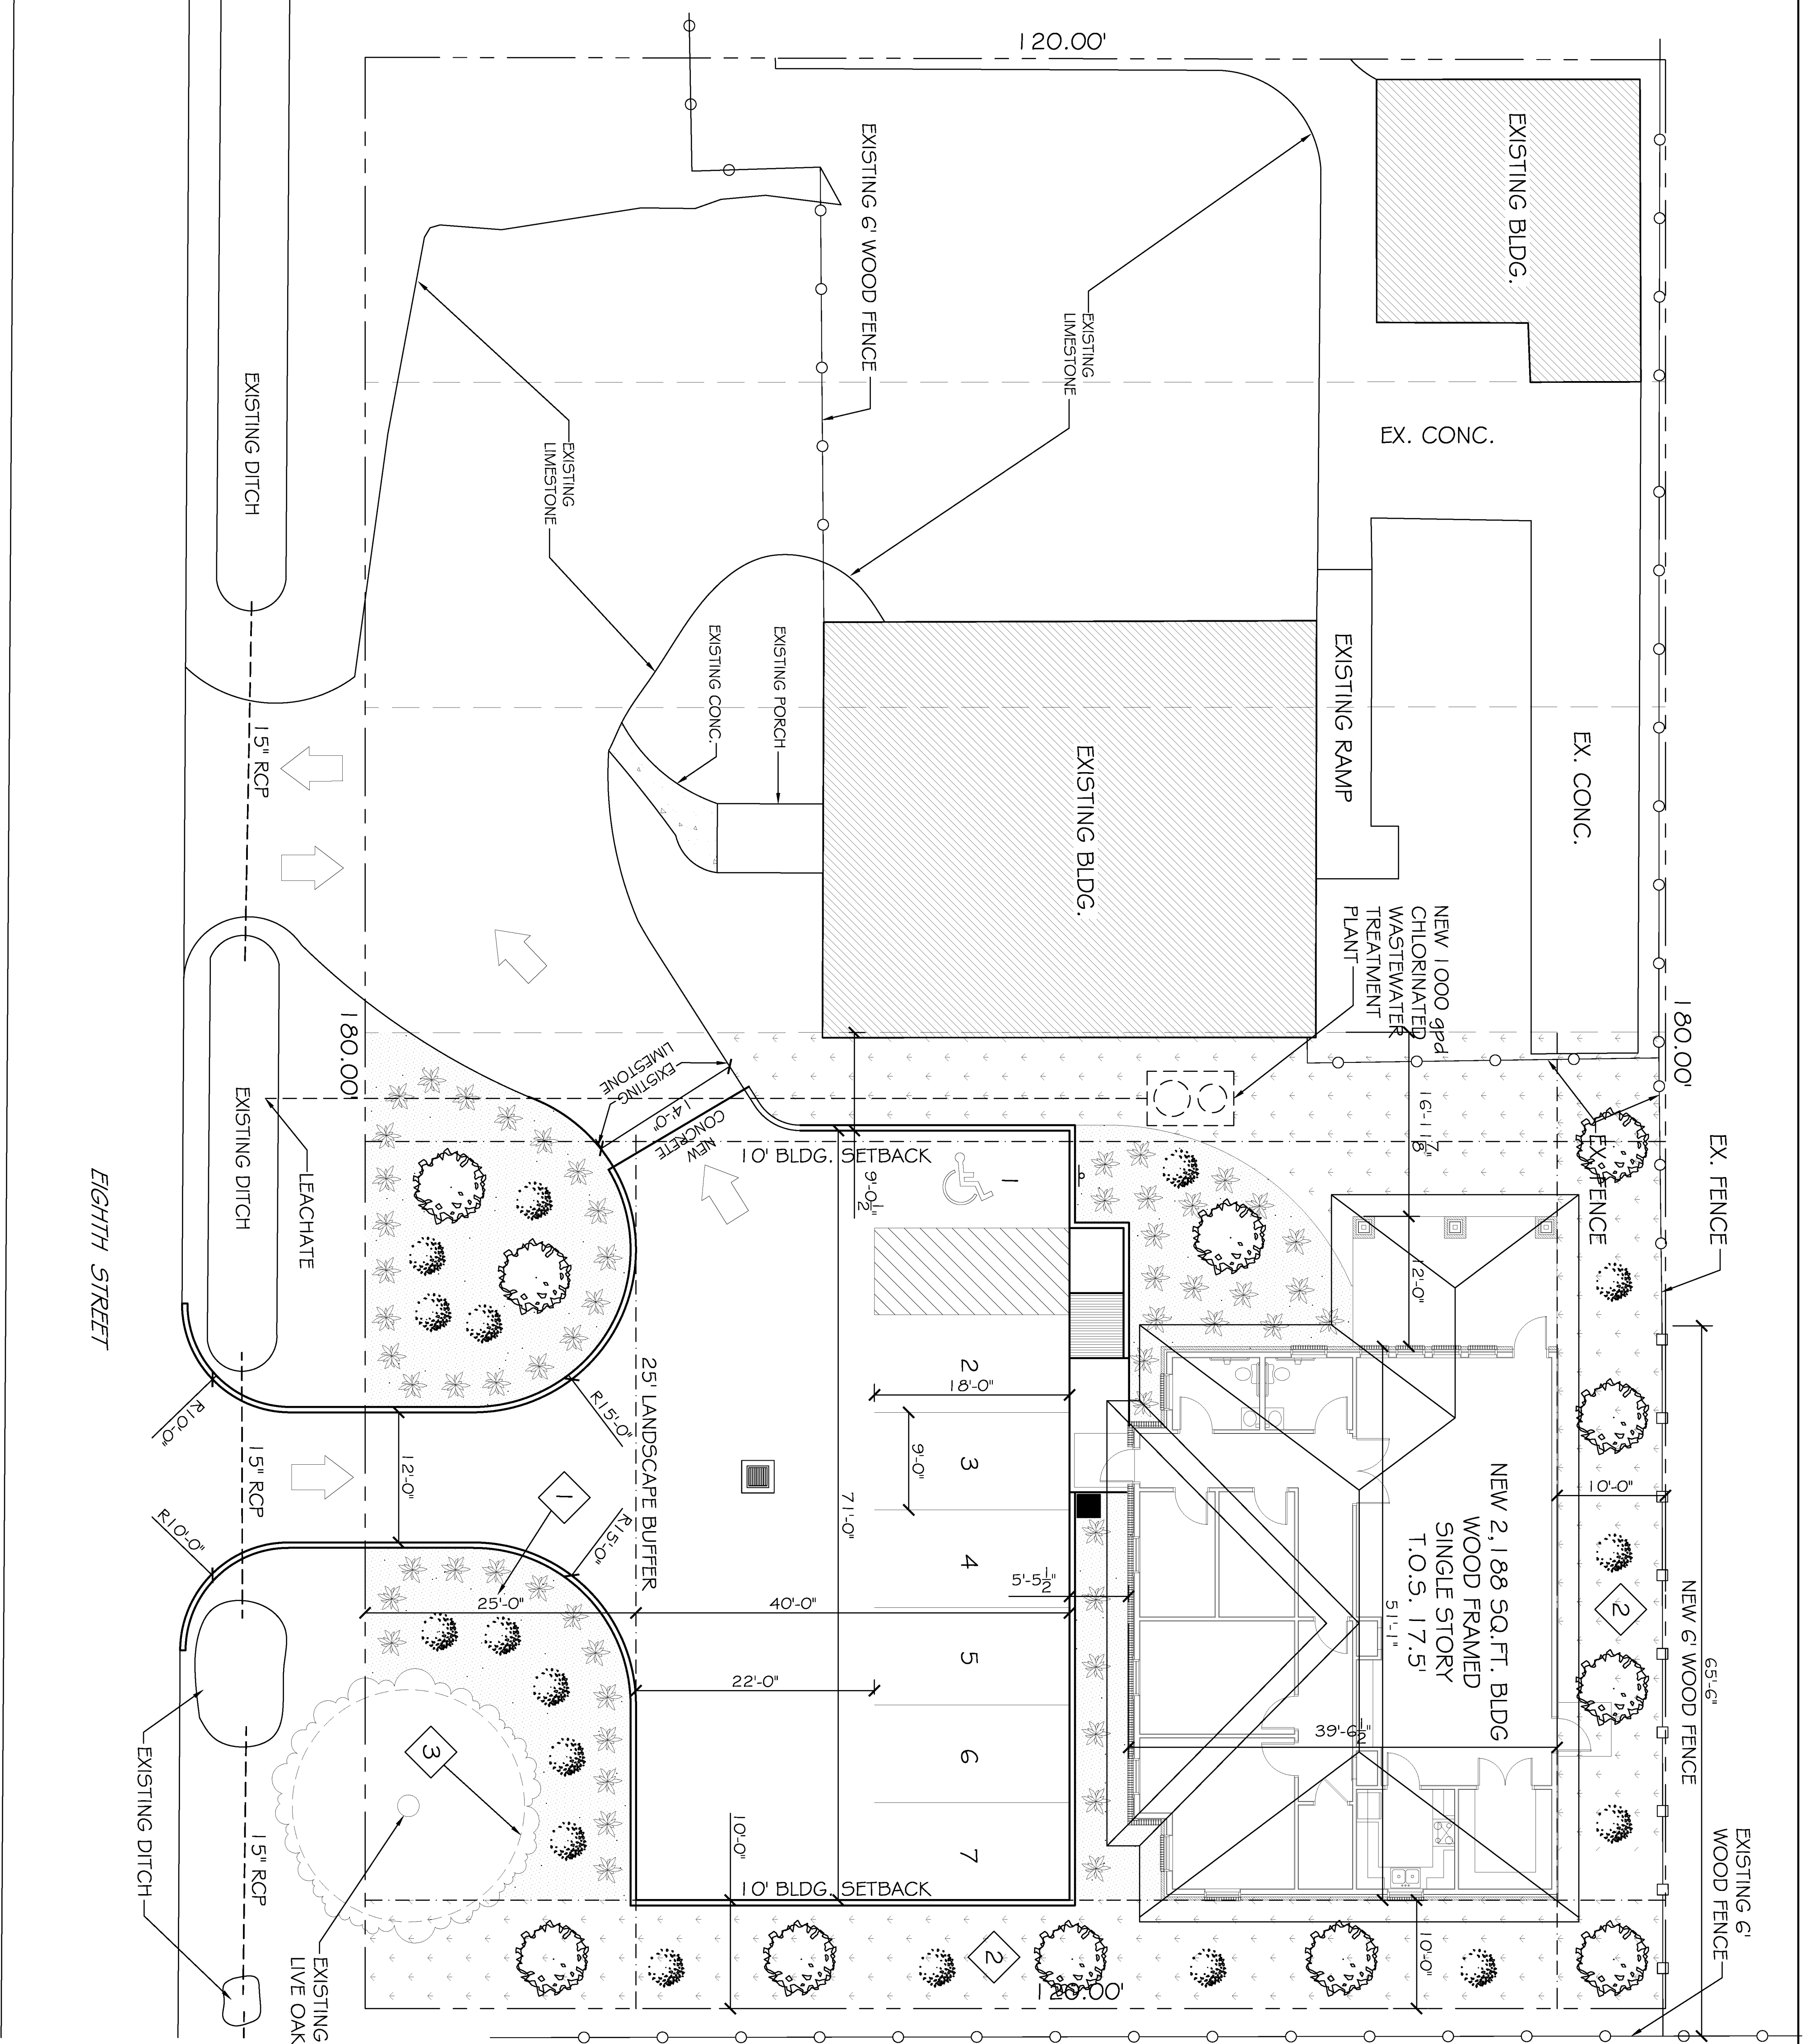 120.00'
EXISTING BLDG.
EXISTING 6' WOOD FENCE
EXISTING
LIMESTONE
EX. CONC.
EXISTING DITCH
EXISTING
LIMESTONE
EXISTING CONC.
EXISTING PORCH
EXISTING RAMP
EX. CONC.
EXISTING BLDG.
15" RCP
NEW 1000 gpd
CHLORINATED
WASTEWATER
TREATMENT
PLANT
180.00'
180.00'
EXISTING
LIMESTONE
14'-0"
NEW
CONCRETE
EXISTING DITCH
LEACHATE
EIGHTH STREET
10' BLDG. SETBACK
9'-0 1/2"
16'-11 7/8"
EX. FENCE
EX. FENCE
1
12'-0"
2
18'-0"
9'-0"
3
4
5
6
7
R10'-0"
R15'-0"
25' LANDSCAPE BUFFER
12'-0"
15" RCP
R10'-0"
R15'-0"
1
71'-0"
5'-5 1/2"
25'-0"
40'-0"
22'-0"
NEW 2,188 SQ.FT. BLDG
WOOD FRAMED
SINGLE STORY
T.O.S. 17.5'
51'-1"
10'-0"
2
NEW 6' WOOD FENCE
65'-6"
39'-6 1/2"
3
EXISTING DITCH
15" RCP
EXISTING
LIVE OAK
10'-0"
10' BLDG. SETBACK
2
120.00'
10'-0"
EXISTING 6'
WOOD FENCE